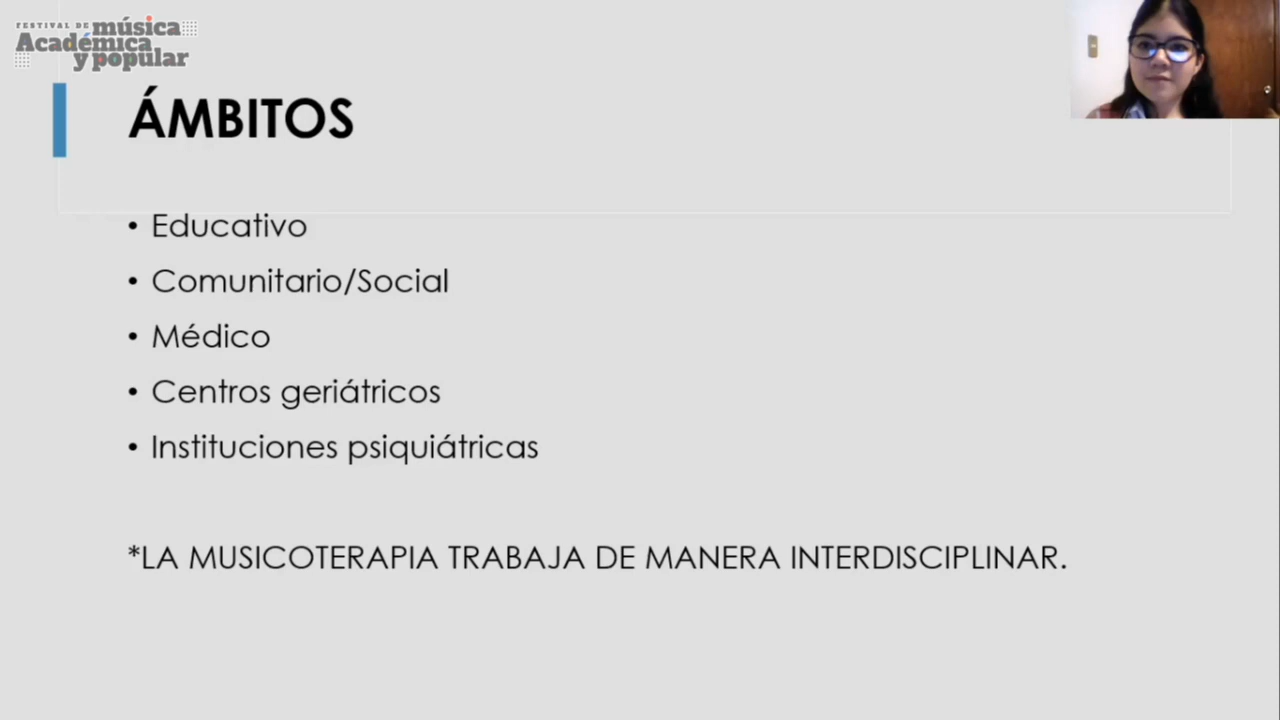 FESTIVAL DE música
Académica
y popular
ÁMBITOS
• Educativo
• Comunitario/Social
• Médico
• Centros geriátricos
• Instituciones psiquiátricas
*LA MUSICOTERAPIA TRABAJA DE MANERA INTERDISCIPLINAR.